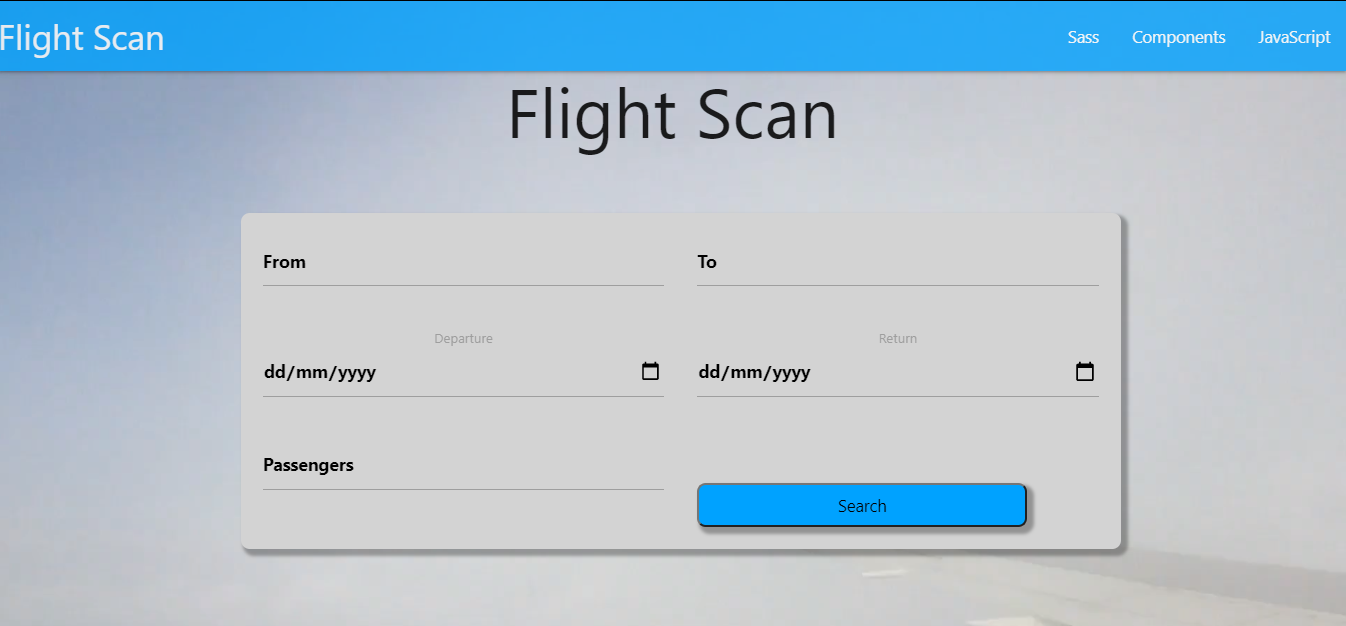 Flight Scan Sass Components JavaScript
Flight Scan
From To
Departure Return
dd/mm/yyyy dd/mm/yyyy
Passengers
Search